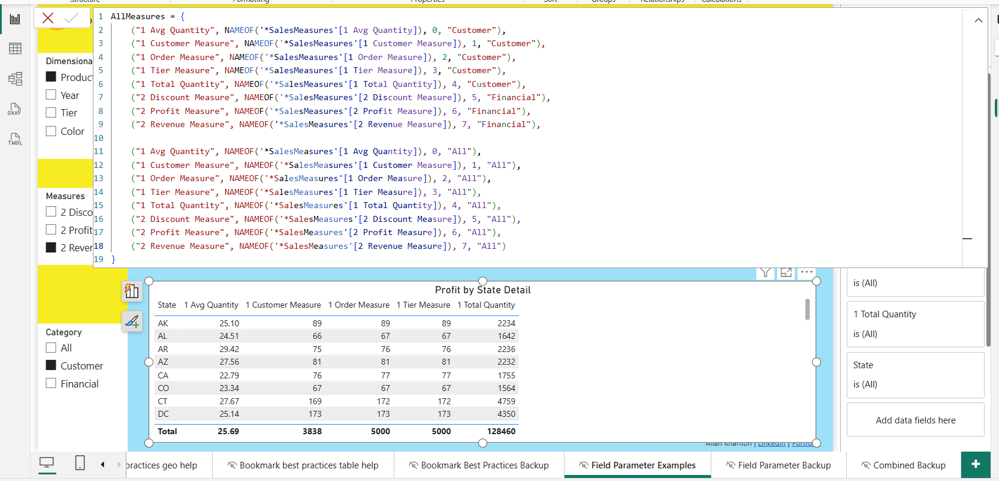 Structure Formatting Properties Sort Groups Relationships Calculations
1 AllMeasures = {
2 ("1 Avg Quantity", NAMEOF('*SalesMeasures'[1 Avg Quantity]), 0, "Customer"),
3 ("1 Customer Measure", NAMEOF('*SalesMeasures'[1 Customer Measure]), 1, "Customer"),
4 ("1 Order Measure", NAMEOF('*SalesMeasures'[1 Order Measure]), 2, "Customer"),
5 ("1 Tier Measure", NAMEOF('*SalesMeasures'[1 Tier Measure]), 3, "Customer"),
6 ("1 Total Quantity", NAMEOF('*SalesMeasures'[1 Total Quantity]), 4, "Customer"),
7 ("2 Discount Measure", NAMEOF('*SalesMeasures'[2 Discount Measure]), 5, "Financial"),
8 ("2 Profit Measure", NAMEOF('*SalesMeasures'[2 Profit Measure]), 6, "Financial"),
9 ("2 Revenue Measure", NAMEOF('*SalesMeasures'[2 Revenue Measure]), 7, "Financial"),
10
11 ("1 Avg Quantity", NAMEOF('*SalesMeasures'[1 Avg Quantity]), 0, "All"),
12 ("1 Customer Measure", NAMEOF('*SalesMeasures'[1 Customer Measure]), 1, "All"),
13 ("1 Order Measure", NAMEOF('*SalesMeasures'[1 Order Measure]), 2, "All"),
14 ("1 Tier Measure", NAMEOF('*SalesMeasures'[1 Tier Measure]), 3, "All"),
15 ("1 Total Quantity", NAMEOF('*SalesMeasures'[1 Total Quantity]), 4, "All"),
16 ("2 Discount Measure", NAMEOF('*SalesMeasures'[2 Discount Measure]), 5, "All"),
17 ("2 Profit Measure", NAMEOF('*SalesMeasures'[2 Profit Measure]), 6, "All"),
18 ("2 Revenue Measure", NAMEOF('*SalesMeasures'[2 Revenue Measure]), 7, "All")
19 }
DAX
TMDL
Dimensiona
Product
Year
Tier
Color
Measures
2 Disco
2 Profit
2 Rever
Category
All
Customer
Financial
Profit by State Detail
State 1 Avg Quantity 1 Customer Measure 1 Order Measure 1 Tier Measure 1 Total Quantity
AK 25.10 89 89 89 2234
AL 24.51 66 67 67 1642
AR 29.42 75 76 76 2236
AZ 27.56 81 81 81 2232
CA 22.79 76 77 77 1755
CO 23.34 67 67 67 1564
CT 27.67 169 172 172 4759
DC 25.14 173 173 173 4350
Total 25.69 3838 5000 5000 128460
Linkedin |
is (All)
1 Total Quantity
is (All)
State
is (All)
Add data fields here
practices geo help
Bookmark best practices table help
Bookmark Best Practices Backup
Field Parameter Examples
Field Parameter Backup
Combined Backup
+